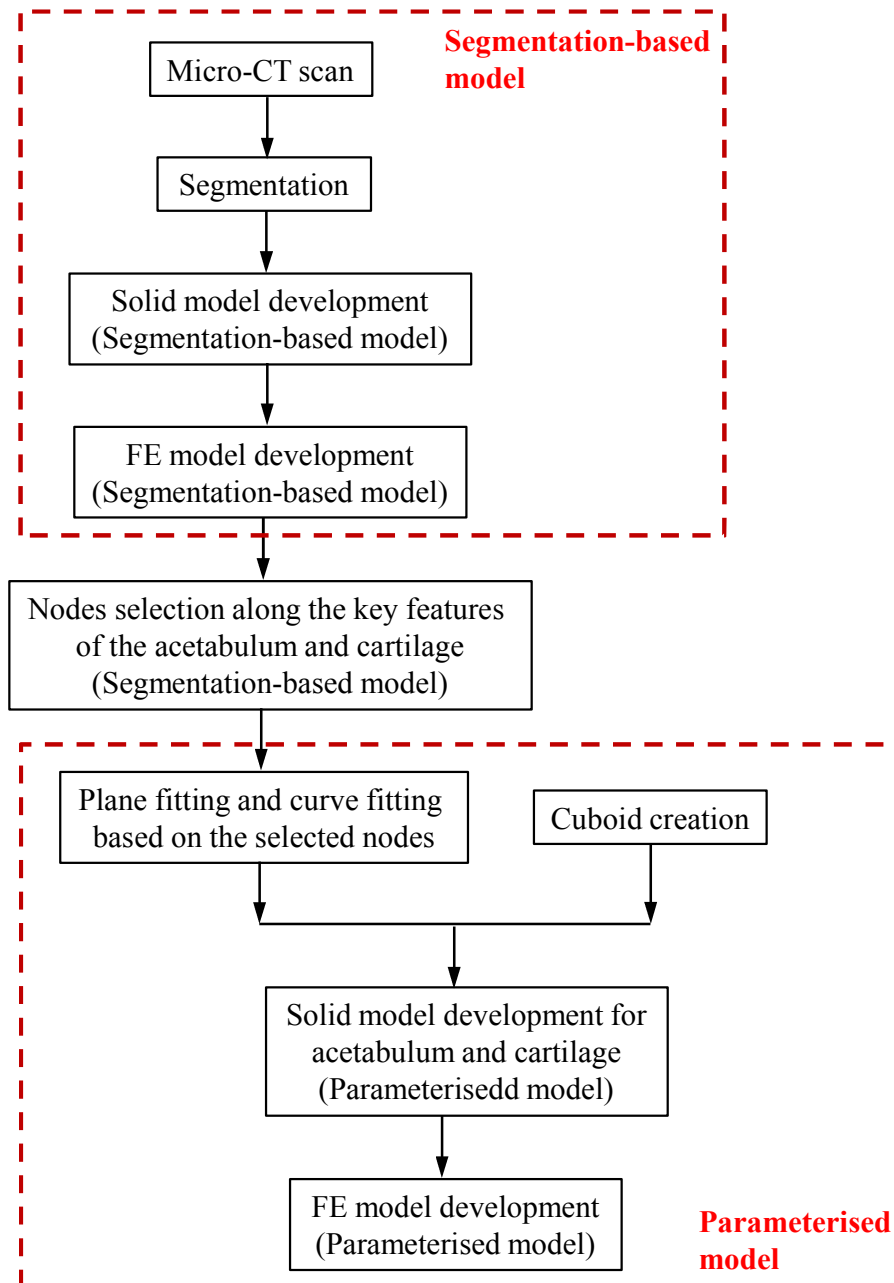 Segmentation-based
model
Micro-CT scan
Segmentation
Solid model development
(Segmentation-based model)
FE model development
(Segmentation-based model)
Nodes selection along the key features
of the acetabulum and cartilage
(Segmentation-based model)
Plane fitting and curve fitting
based on the selected nodes
Cuboid creation
Solid model development for
acetabulum and cartilage
(Parameterisedd model)
FE model development
(Parameterised model)
Parameterised
model